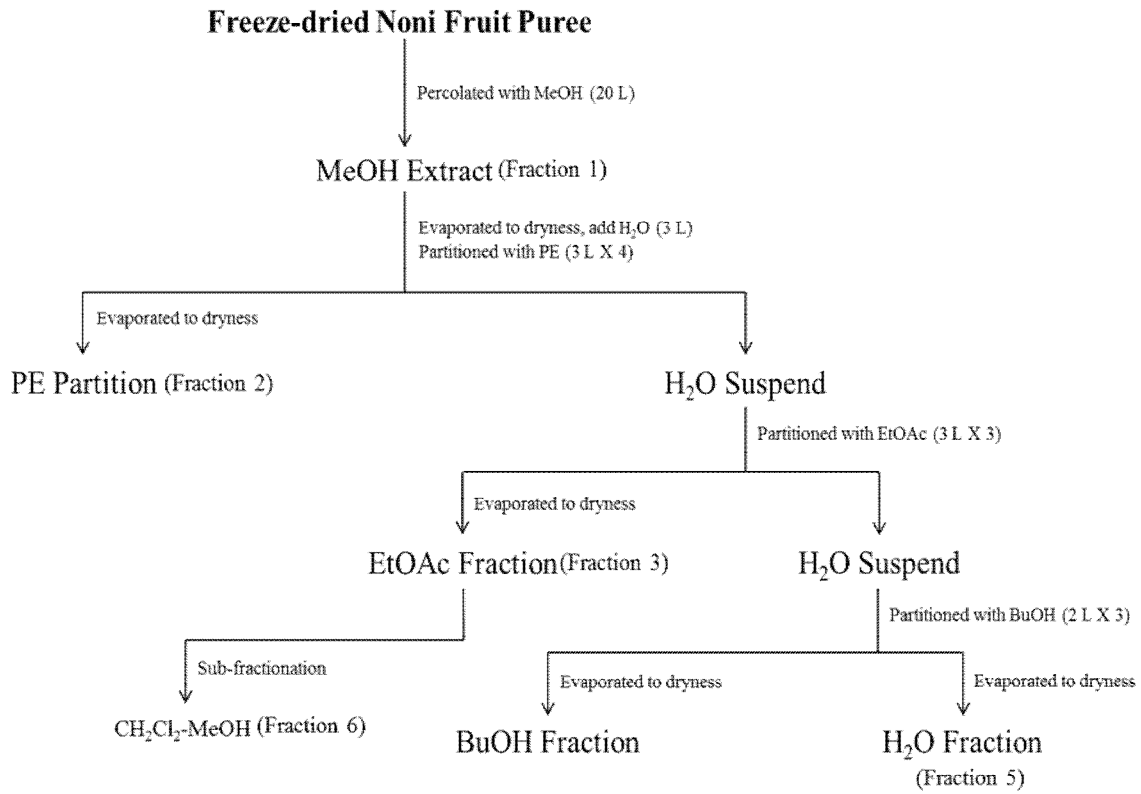 Freeze-dried Noni Fruit Puree
Percolated with MeOH (20 L)
MeOH Extract (Fraction 1)
Evaporated to dryness, add H₂O (3 L)
Partitioned with PE (3 L X 4)
Evaporated to dryness
PE Partition (Fraction 2)
H₂O Suspend
Partitioned with EtOAc (3 L X 3)
Evaporated to dryness
EtOAc Fraction(Fraction 3)
H₂O Suspend
Partitioned with BuOH (2 L X 3)
Sub-fractionation
Evaporated to dryness
Evaporated to dryness
CH₂Cl₂-MeOH (Fraction 6)
BuOH Fraction
H₂O Fraction
(Fraction 5)